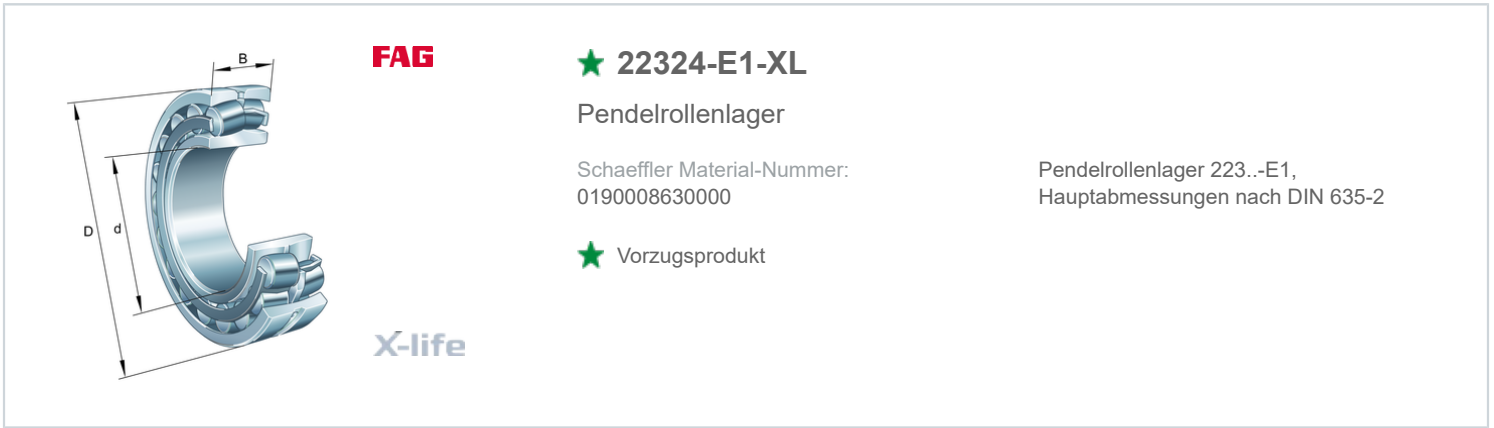 B
D
d
FAG
X-life
22324-E1-XL
Pendelrollenlager
Schaeffler Material-Nummer:
0190008630000
Vorzugsprodukt
Pendelrollenlager 223..-E1,
Hauptabmessungen nach DIN 635-2